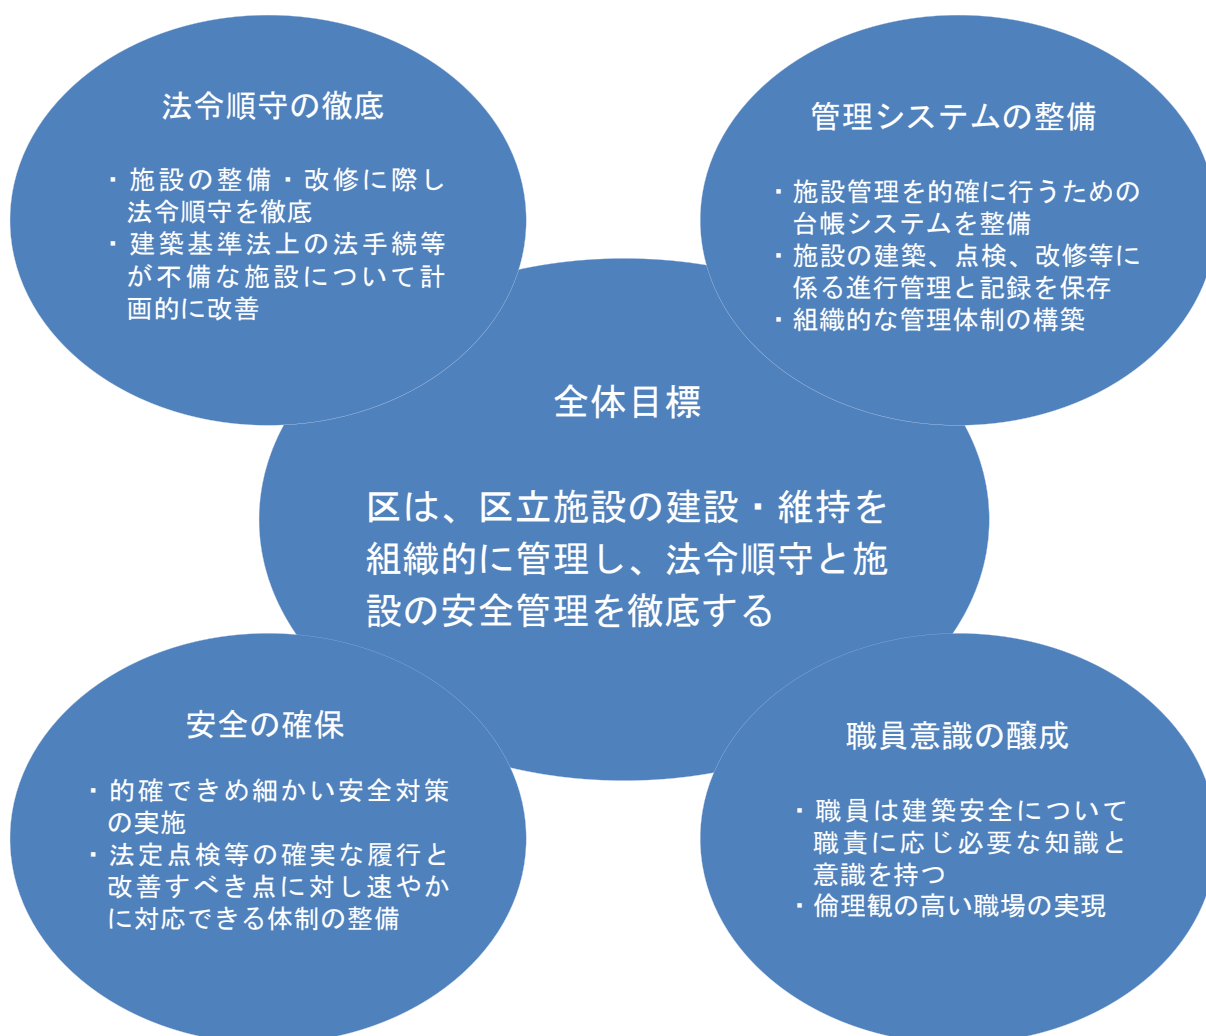 法令順守の徹底
・施設の整備・改修に際し
法令順守を徹底
・建築基準法上の法手続等
が不備な施設について計
画的に改善
管理システムの整備
・施設管理を的確に行うための
台帳システムを整備
・施設の建築、点検、改修等に
係る進行管理と記録を保存
・組織的な管理体制の構築
全体目標
区は、区立施設の建設・維持を
組織的に管理し、法令順守と施
設の安全管理を徹底する
安全の確保
・的確できめ細かい安全対策
の実施
・法定点検等の確実な履行と
改善すべき点に対し速やか
に対応できる体制の整備
職員意識の醸成
・職員は建築安全について
職責に応じ必要な知識と
意識を持つ
・倫理観の高い職場の実現